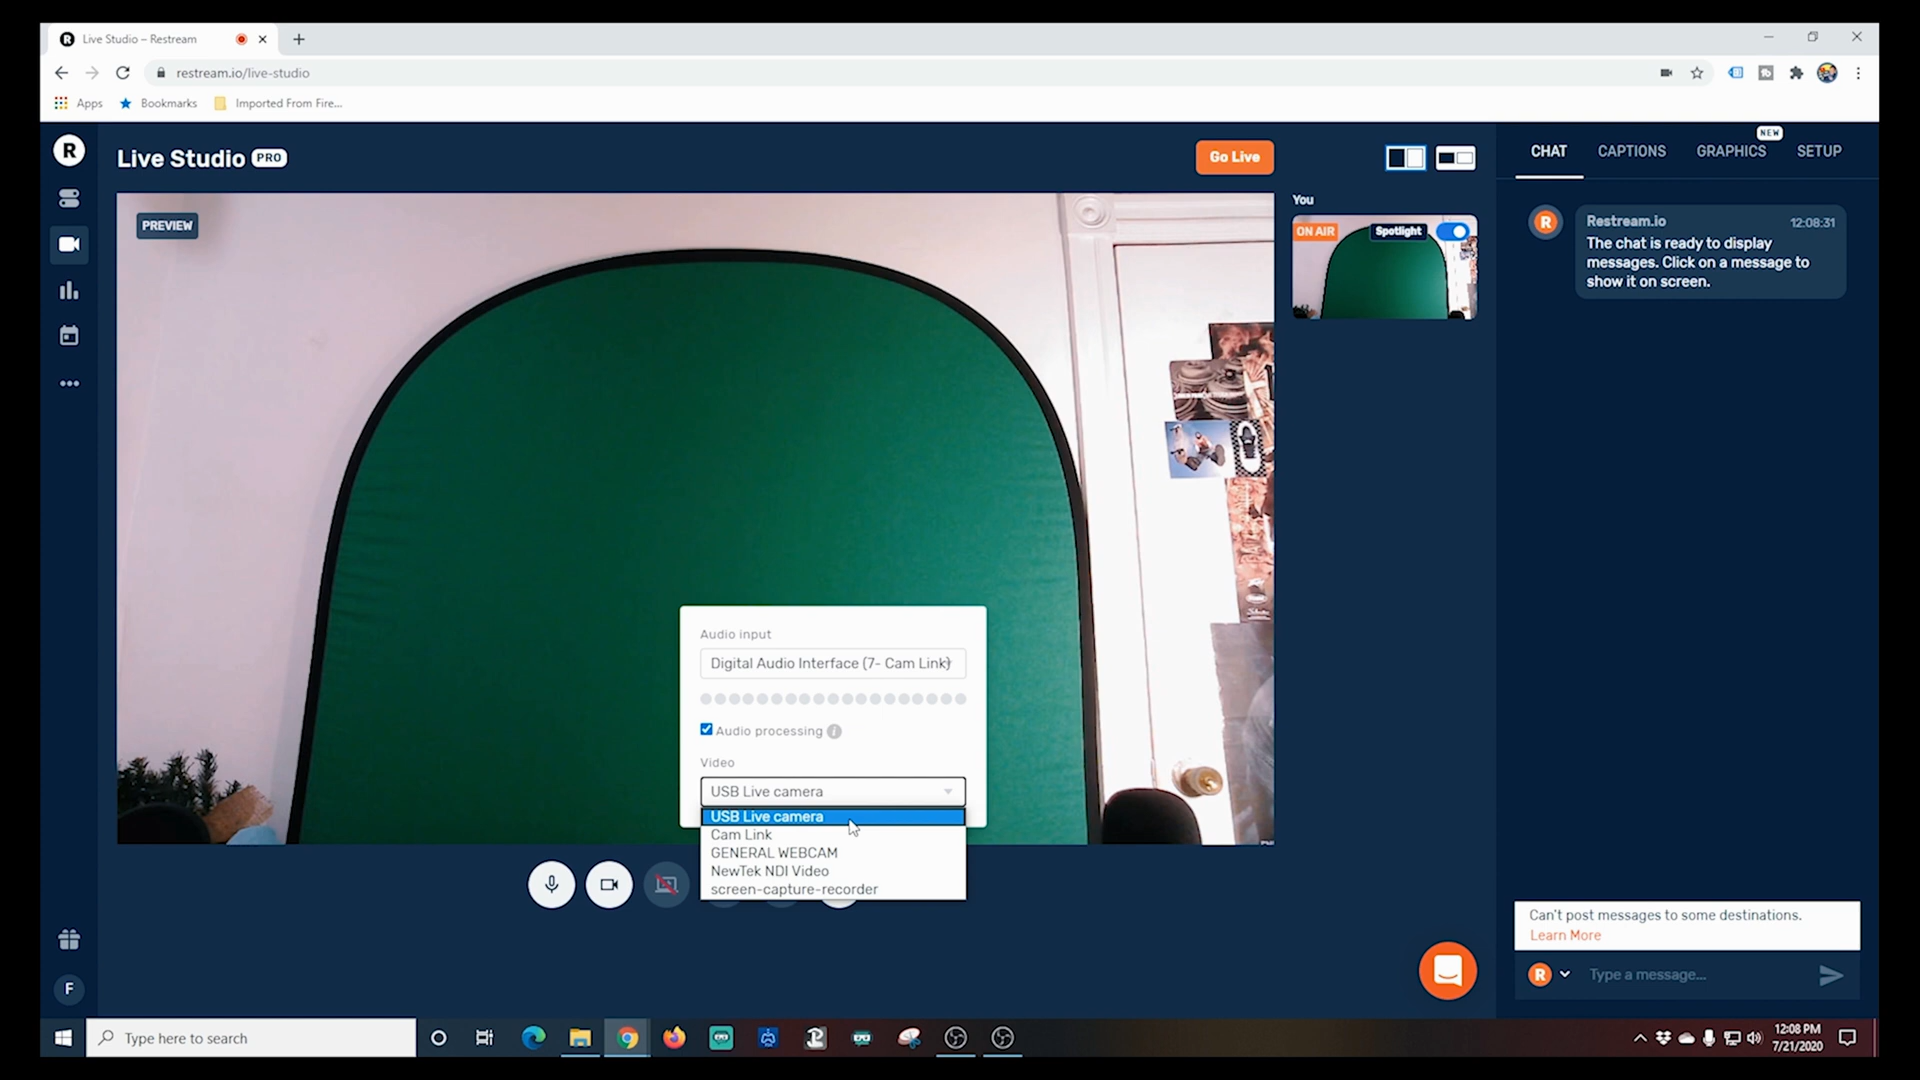 Live Studio – Restream
restream.io/live-studio
Apps
Bookmarks
Imported From Fire...
R
Live Studio PRO
Go Live
PREVIEW
You
ON AIR
Spotlight
NEW
CHAT
CAPTIONS
GRAPHICS
SETUP
R
Restream.io
12:08:31
The chat is ready to display
messages. Click on a message to
show it on screen.
Audio input
Digital Audio Interface (7- Cam Link)
Audio processing
Video
USB Live camera
USB Live camera
Cam Link
GENERAL WEBCAM
NewTek NDI Video
screen-capture-recorder
Can't post messages to some destinations.
Learn More
R
Type a message...
F
Type here to search
12:08 PM
7/21/2020